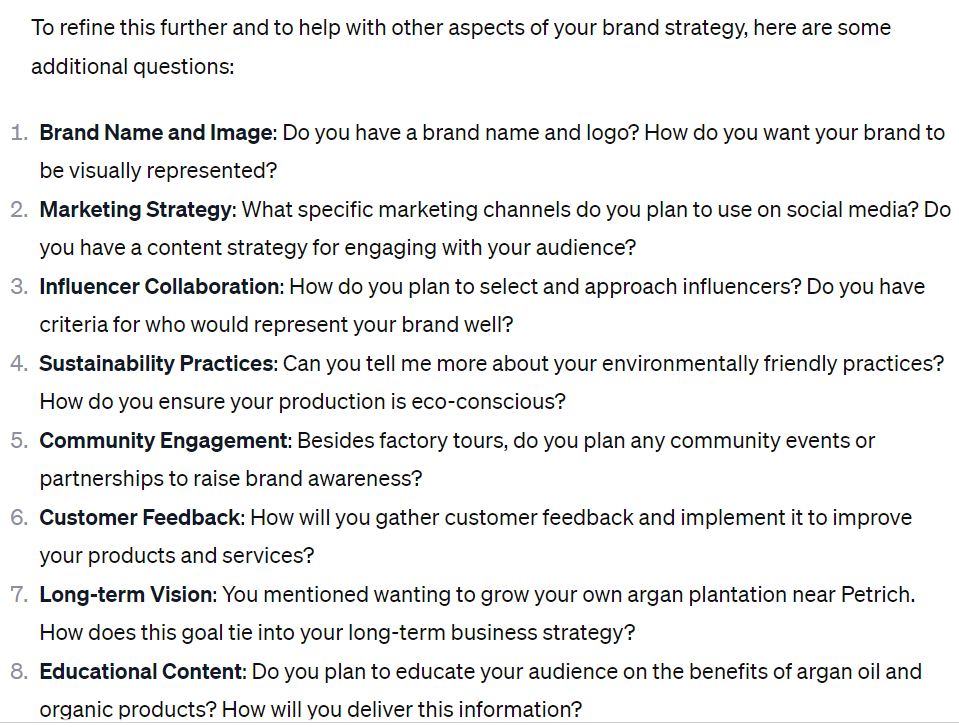 To refine this further and to help with other aspects of your brand strategy, here are some
additional questions:
1. Brand Name and Image: Do you have a brand name and logo? How do you want your brand to
be visually represented?
2. Marketing Strategy: What specific marketing channels do you plan to use on social media? Do
you have a content strategy for engaging with your audience?
3. Influencer Collaboration: How do you plan to select and approach influencers? Do you have
criteria for who would represent your brand well?
4. Sustainability Practices: Can you tell me more about your environmentally friendly practices?
How do you ensure your production is eco-conscious?
5. Community Engagement: Besides factory tours, do you plan any community events or
partnerships to raise brand awareness?
6. Customer Feedback: How will you gather customer feedback and implement it to improve
your products and services?
7. Long-term Vision: You mentioned wanting to grow your own argan plantation near Petrich.
How does this goal tie into your long-term business strategy?
8. Educational Content: Do you plan to educate your audience on the benefits of argan oil and
organic products? How will you deliver this information?